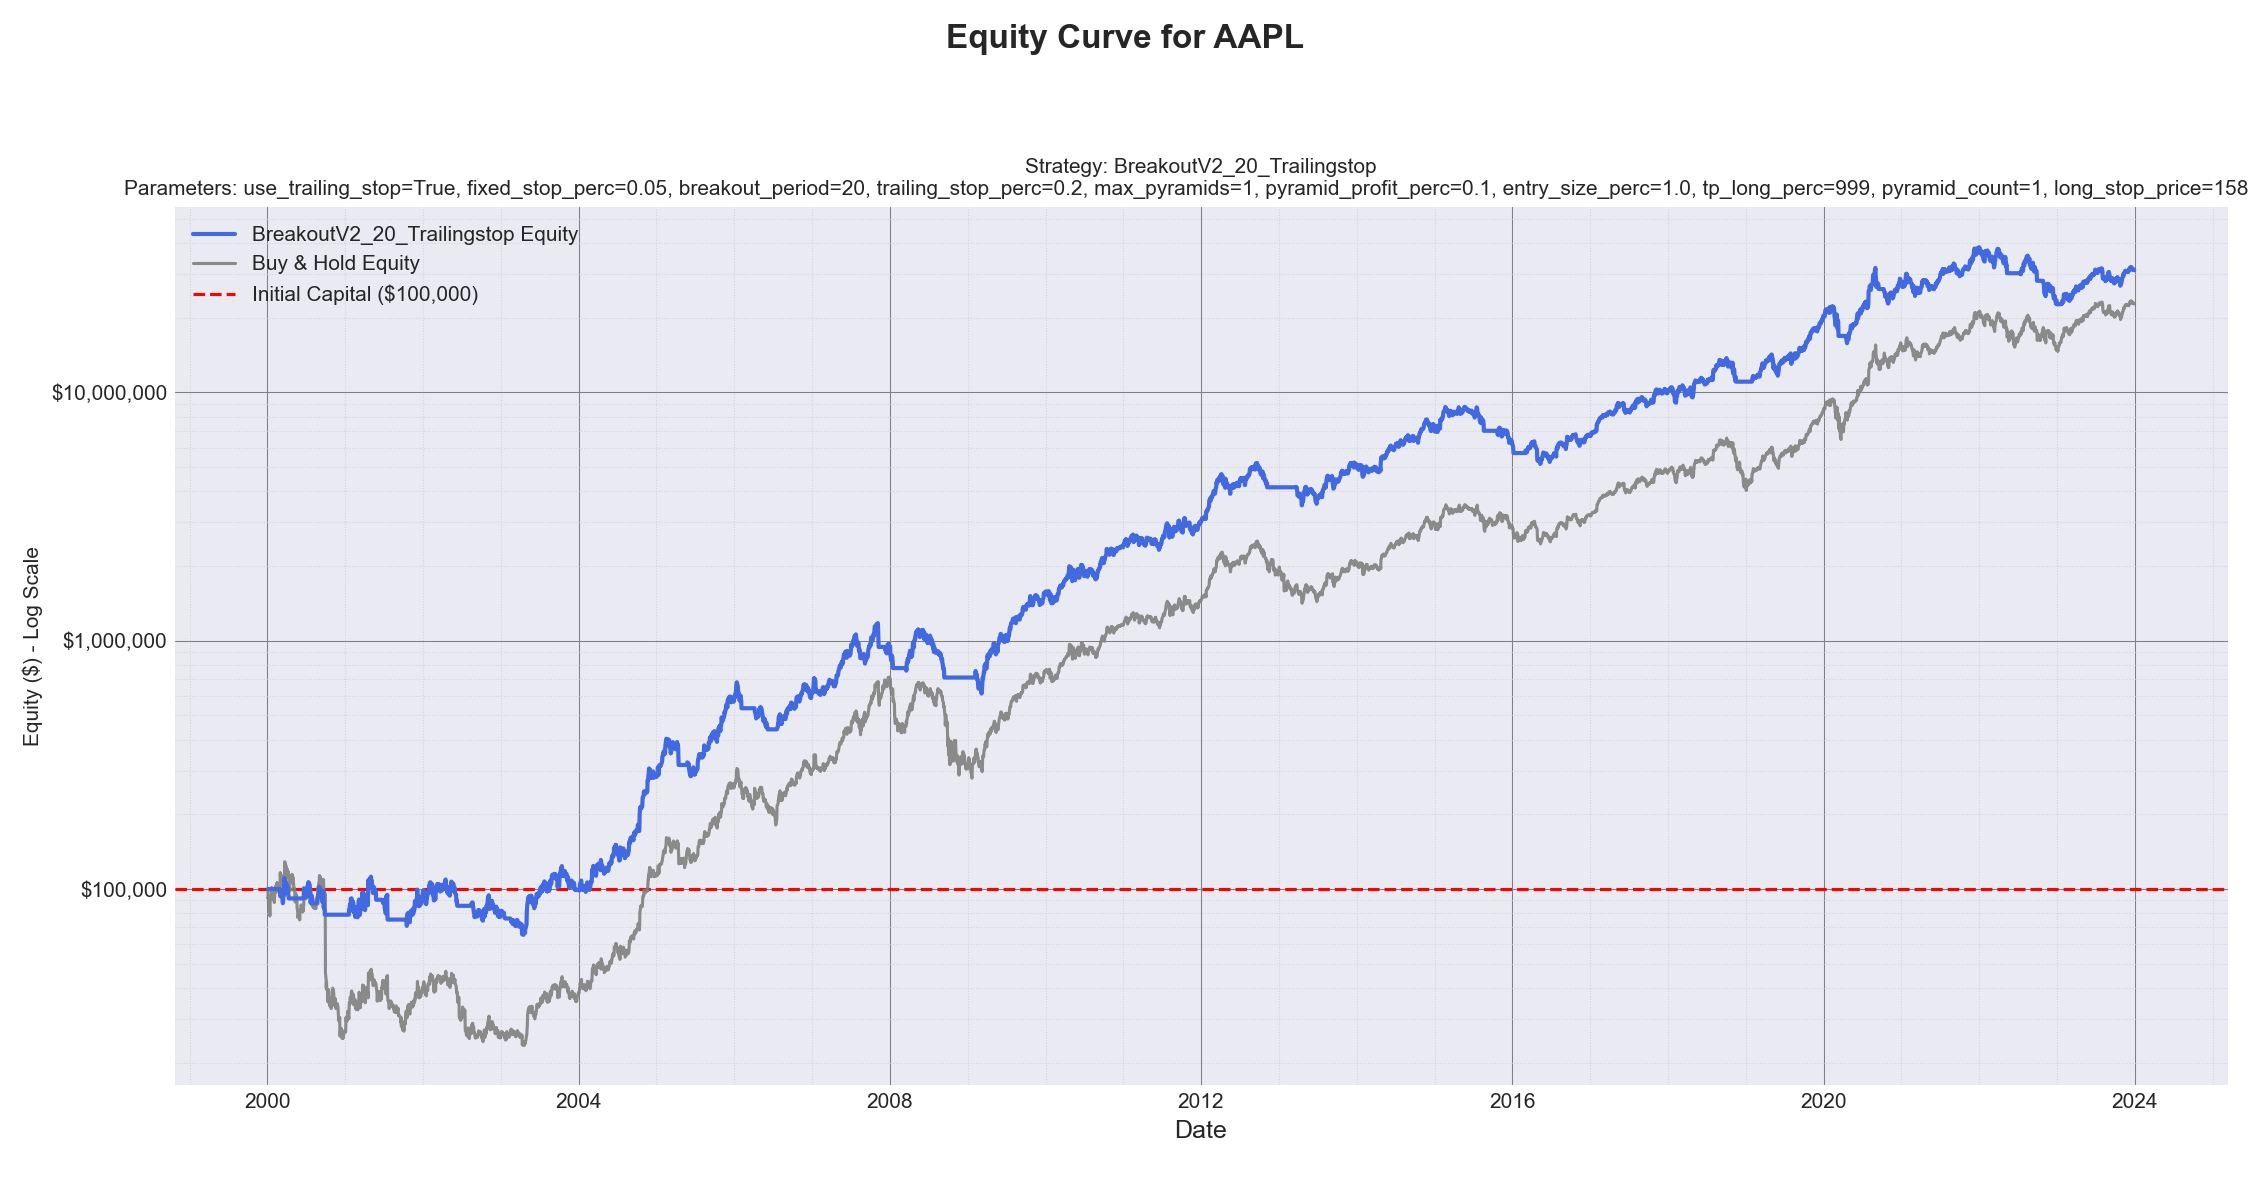 Equity Curve for AAPL
Strategy: BreakoutV2_20_Trailingstop
Parameters: use_trailing_stop=True, fixed_stop_perc=0.05, breakout_period=20, trailing_stop_perc=0.2, max_pyramids=1, pyramid_profit_perc=0.1, entry_size_perc=1.0, tp_long_perc=999, pyramid_count=1, long_stop_price=158
BreakoutV2_20_Trailingstop Equity
Buy & Hold Equity
Initial Capital ($100,000)
$10,000,000
$1,000,000
$100,000
Equity ($) - Log Scale
2000 2004 2008 2012 2016 2020 2024
Date